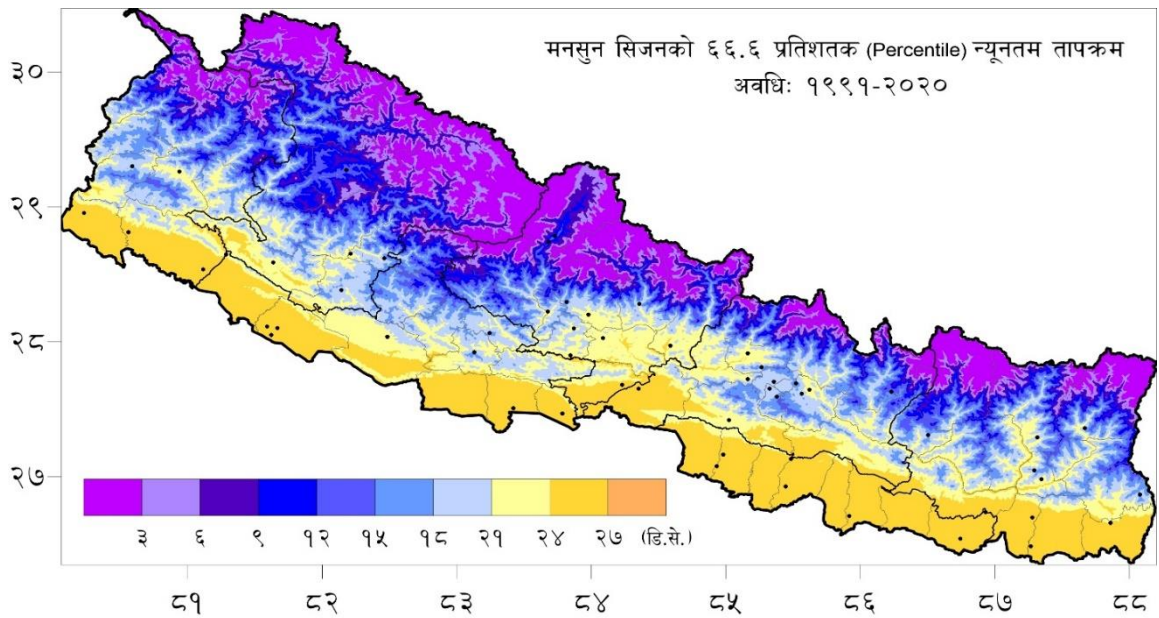 मनसुन सिजनको ६६.६ प्रतिशतक (Percentile) न्यूनतम तापक्रम
अवधिः १९९१-२०२०
३०
२९
२८
२७
३ ६ ९ १२ १५ १८ २१ २४ २७ (डि.से.)
८१ ८२ ८३ ८४ ८५ ८६ ८७ ८८